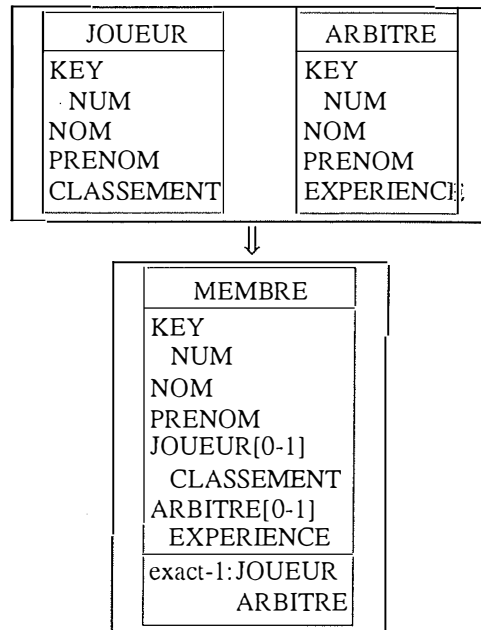 JOUEUR
KEY
NUM
NOM
PRENOM
CLASSEMENT
ARBITRE
KEY
NUM
NOM
PRENOM
EXPERIENCE
⇓
MEMBRE
KEY
NUM
NOM
PRENOM
JOUEUR[0-1]
CLASSEMENT
ARBITRE[0-1]
EXPERIENCE
exact-1:JOUEUR
ARBITRE